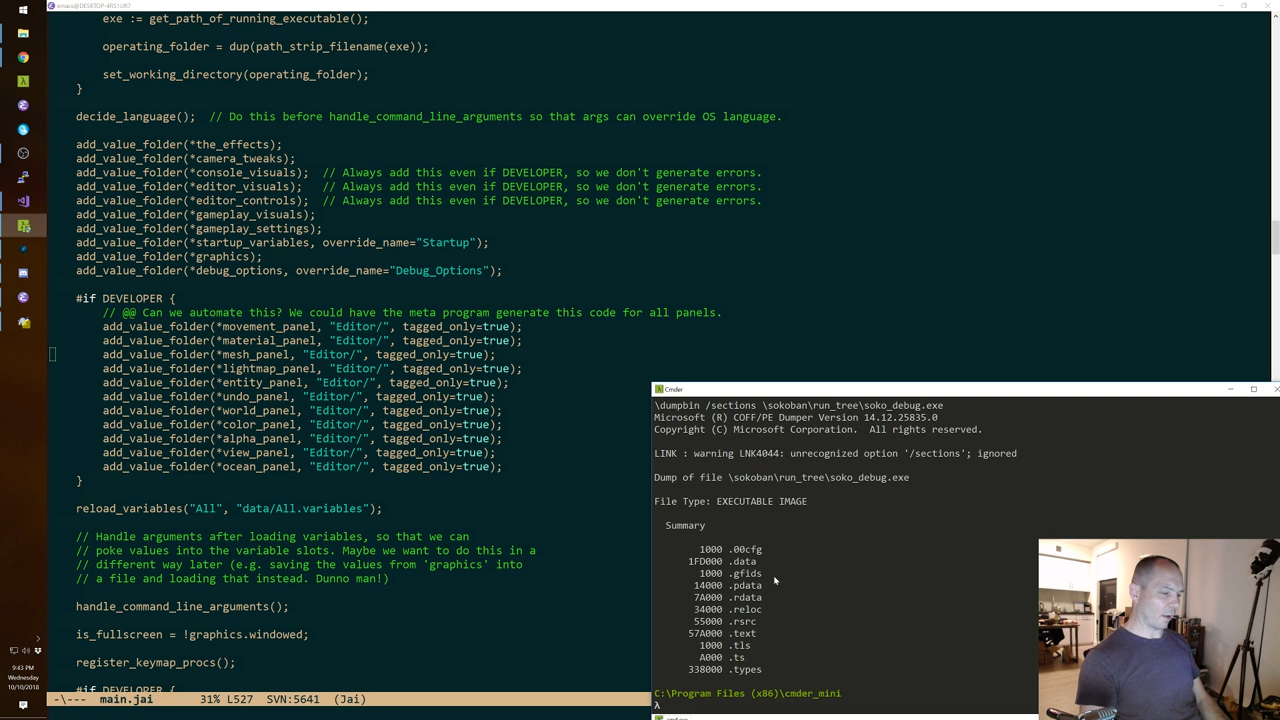 emacs@DESKTOP-4RS1UR7
exe := get_path_of_running_executable();
operating_folder = dup(path_strip_filename(exe));
set_working_directory(operating_folder);
}
decide_language();  // Do this before handle_command_line_arguments so that args can override OS language.
add_value_folder(*the_effects);
add_value_folder(*camera_tweaks);
add_value_folder(*console_visuals);  // Always add this even if DEVELOPER, so we don't generate errors.
add_value_folder(*editor_visuals);   // Always add this even if DEVELOPER, so we don't generate errors.
add_value_folder(*editor_controls);  // Always add this even if DEVELOPER, so we don't generate errors.
add_value_folder(*gameplay_visuals);
add_value_folder(*gameplay_settings);
add_value_folder(*startup_variables, override_name="Startup");
add_value_folder(*graphics);
add_value_folder(*debug_options, override_name="Debug_Options");
#if DEVELOPER {
// @@ Can we automate this? We could have the meta program generate this code for all panels.
add_value_folder(*movement_panel, "Editor/", tagged_only=true);
add_value_folder(*material_panel, "Editor/", tagged_only=true);
add_value_folder(*mesh_panel, "Editor/", tagged_only=true);
add_value_folder(*lightmap_panel, "Editor/", tagged_only=true);
add_value_folder(*entity_panel, "Editor/", tagged_only=true);
add_value_folder(*undo_panel, "Editor/", tagged_only=true);
add_value_folder(*world_panel, "Editor/", tagged_only=true);
add_value_folder(*color_panel, "Editor/", tagged_only=true);
add_value_folder(*alpha_panel, "Editor/", tagged_only=true);
add_value_folder(*view_panel, "Editor/", tagged_only=true);
add_value_folder(*ocean_panel, "Editor/", tagged_only=true);
}
reload_variables("All", "data/All.variables");
// Handle arguments after loading variables, so that we can
// poke values into the variable slots. Maybe we want to do this in a
// different way later (e.g. saving the values from 'graphics' into
// a file and loading that instead. Dunno man!)
handle_command_line_arguments();
is_fullscreen = !graphics.windowed;
register_keymap_procs();
#if DEVELOPER {
-\---  main.jai       31% L527  SVN:5641  (Jai)
Cmder
\dumpbin /sections \sokoban\run_tree\soko_debug.exe
Microsoft (R) COFF/PE Dumper Version 14.12.25835.0
Copyright (C) Microsoft Corporation.  All rights reserved.
LINK : warning LNK4044: unrecognized option '/sections'; ignored
Dump of file \sokoban\run_tree\soko_debug.exe
File Type: EXECUTABLE IMAGE
Summary
1000 .00cfg
1FD000 .data
1000 .gfids
14000 .pdata
7A000 .rdata
34000 .reloc
55000 .rsrc
57A000 .text
1000 .tls
A000 .ts
338000 .types
C:\Program Files (x86)\cmder_mini
λ
9:43 PM
Wednesday
10/10/2018